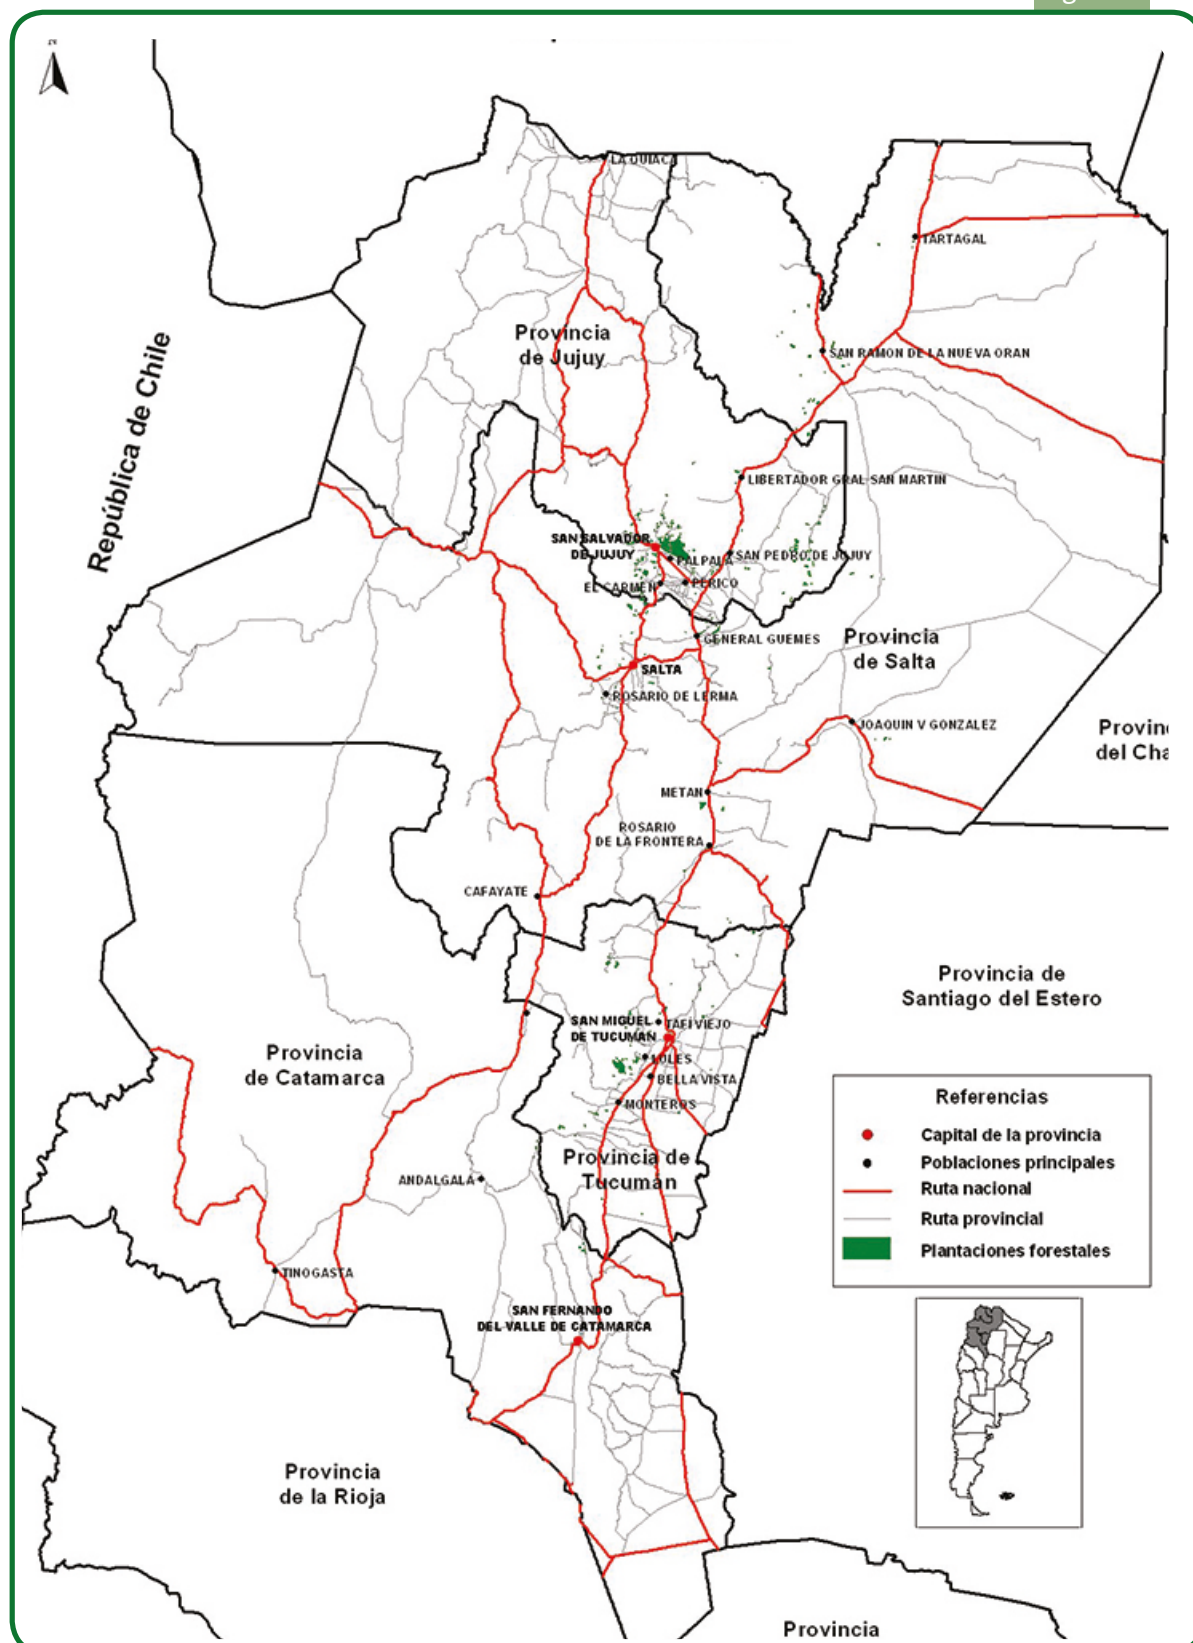 N
LA QUIACA
TARTAGAL
Provincia
de Jujuy
SAN RAMON DE LA NUEVA ORAN
República de Chile
LIBERTADOR GRAL SAN MARTIN
SAN SALVADOR
DE JUJUY
PALPALA
SAN PEDRO DE JUJUY
EL CARMEN
PERICO
GENERAL GUEMES
Provincia
de Salta
SALTA
ROSARIO DE LERMA
JOAQUIN V GONZALEZ
Provin
del Cha
METAN
ROSARIO
DE LA FRONTERA
CAFAYATE
Provincia de
Santiago del Estero
SAN MIGUEL
DE TUCUMAN
TAFI VIEJO
LULES
BELLA VISTA
MONTEROS
Provincia
de Catamarca
Provincia de
Tucumán
ANDALGALA
TINOGASTA
SAN FERNANDO
DEL VALLE DE CATAMARCA
Referencias
Capital de la provincia
Poblaciones principales
Ruta nacional
Ruta provincial
Plantaciones forestales
Provincia
de la Rioja
Provincia